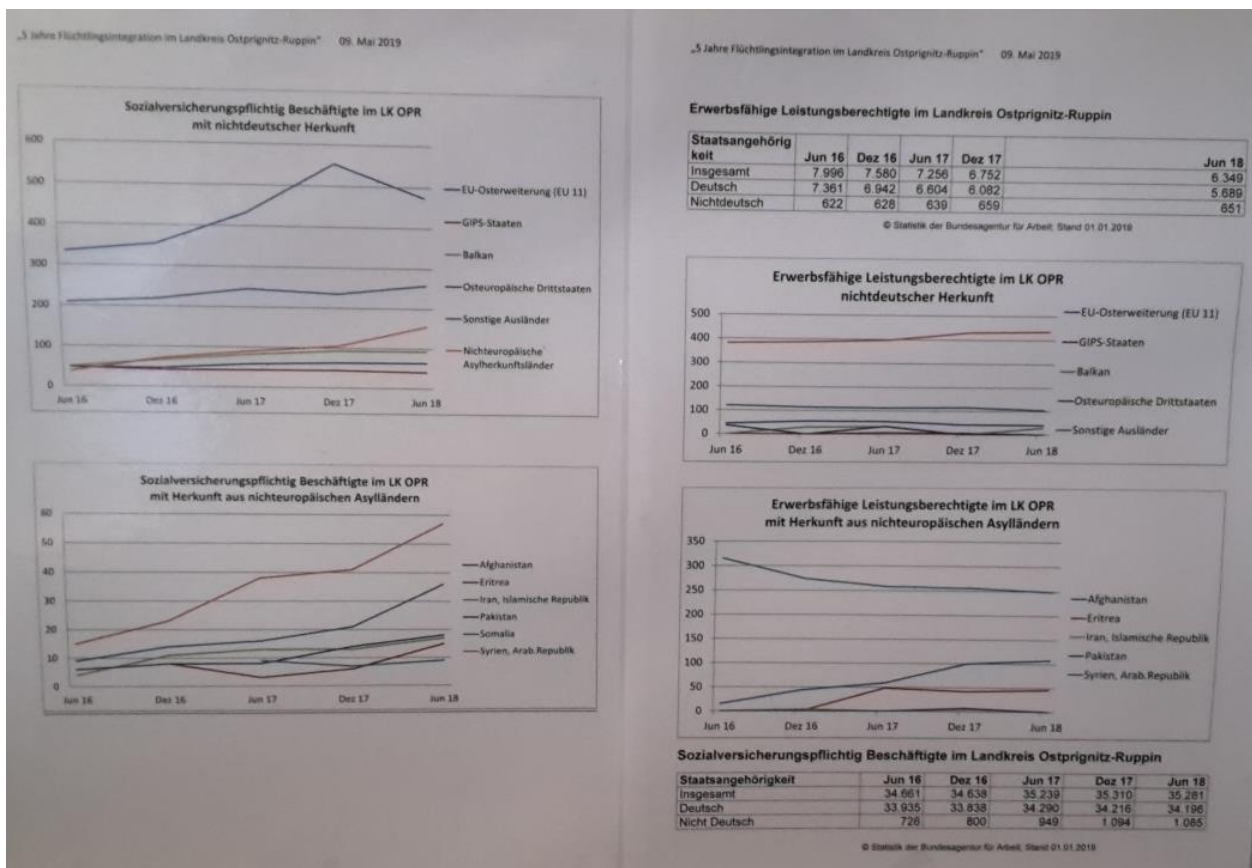 „5 Jahre Flüchtlingsintegration im Landkreis Ostprignitz-Ruppin" 09. Mai 2019
Sozialversicherungspflichtig Beschäftigte im LK OPR
mit nichtdeutscher Herkunft
600
500
400
300
200
100
0
Jun 16 Dez 16 Jun 17 Dez 17 Jun 18
EU-Osterweiterung (EU 11)
GIPS-Staaten
Balkan
Osteuropäische Drittstaaten
Sonstige Ausländer
Nichteuropäische
Asylherkunftsländer
Sozialversicherungspflichtig Beschäftigte im LK OPR
mit Herkunft aus nichteuropäischen Asylländern
60
50
40
30
20
10
0
Jun 16 Dez 16 Jun 17 Dez 17 Jun 18
Afghanistan
Eritrea
Iran, Islamische Republik
Pakistan
Somalia
Syrien, Arab.Republik
„5 Jahre Flüchtlingsintegration im Landkreis Ostprignitz-Ruppin" 09. Mai 2019
Erwerbsfähige Leistungsberechtigte im Landkreis Ostprignitz-Ruppin
Staatsangehörig
keit Jun 16 Dez 16 Jun 17 Dez 17 Jun 18
Insgesamt 7.996 7.580 7.256 6.752 6.349
Deutsch 7.361 6.942 6.604 6.082 5.689
Nichtdeutsch 622 628 639 659 651
© Statistik der Bundesagentur für Arbeit, Stand 01.01.2019
Erwerbsfähige Leistungsberechtigte im LK OPR
nichtdeutscher Herkunft
500
400
300
200
100
0
Jun 16 Dez 16 Jun 17 Dez 17 Jun 18
EU-Osterweiterung (EU 11)
GIPS-Staaten
Balkan
Osteuropäische Drittstaaten
Sonstige Ausländer
Erwerbsfähige Leistungsberechtigte im LK OPR
mit Herkunft aus nichteuropäischen Asylländern
350
300
250
200
150
100
50
0
Jun 16 Dez 16 Jun 17 Dez 17 Jun 18
Afghanistan
Eritrea
Iran, Islamische Republik
Pakistan
Syrien, Arab.Republik
Sozialversicherungspflichtig Beschäftigte im Landkreis Ostprignitz-Ruppin
Staatsangehörigkeit Jun 16 Dez 16 Jun 17 Dez 17 Jun 18
Insgesamt 34.661 34.638 35.239 35.310 35.281
Deutsch 33.935 33.838 34.290 34.216 34.196
Nicht Deutsch 726 800 949 1.094 1.085
© Statistik der Bundesagentur für Arbeit, Stand 01.01.2019